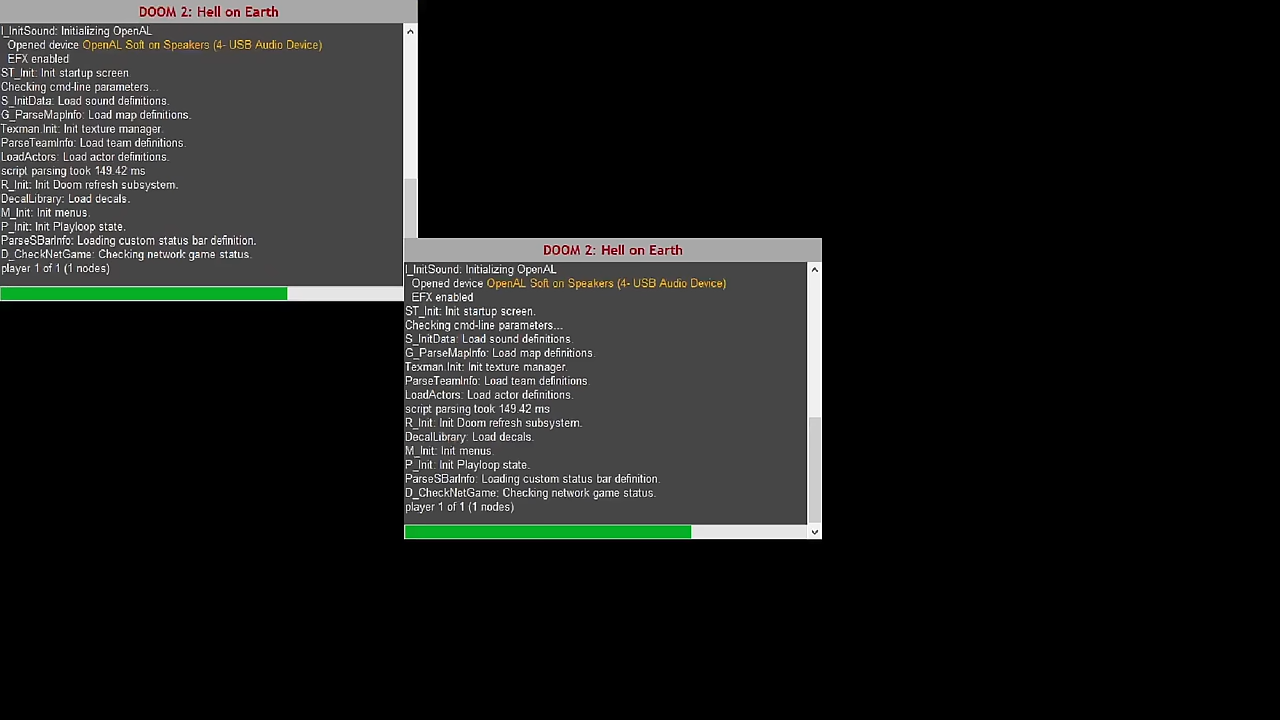 DOOM 2: Hell on Earth
I_InitSound: Initializing OpenAL
Opened device OpenAL Soft on Speakers (4- USB Audio Device)
EFX enabled
ST_Init: Init startup screen
Checking cmd-line parameters...
S_InitData: Load sound definitions.
G_ParseMapInfo: Load map definitions.
Texman.Init: Init texture manager.
ParseTeamInfo: Load team definitions.
LoadActors: Load actor definitions.
script parsing took 149.42 ms
R_Init: Init Doom refresh subsystem.
DecalLibrary: Load decals.
M_Init: Init menus.
P_Init: Init Playloop state.
ParseSBarInfo: Loading custom status bar definition.
D_CheckNetGame: Checking network game status.
player 1 of 1 (1 nodes)
DOOM 2: Hell on Earth
I_InitSound: Initializing OpenAL
Opened device OpenAL Soft on Speakers (4- USB Audio Device)
EFX enabled
ST_Init: Init startup screen.
Checking cmd-line parameters...
S_InitData: Load sound definitions.
G_ParseMapInfo: Load map definitions.
Texman.Init: Init texture manager.
ParseTeamInfo: Load team definitions.
LoadActors: Load actor definitions.
script parsing took 149.42 ms
R_Init: Init Doom refresh subsystem.
DecalLibrary: Load decals.
M_Init: Init menus.
P_Init: Init Playloop state.
ParseSBarInfo: Loading custom status bar definition.
D_CheckNetGame: Checking network game status.
player 1 of 1 (1 nodes)